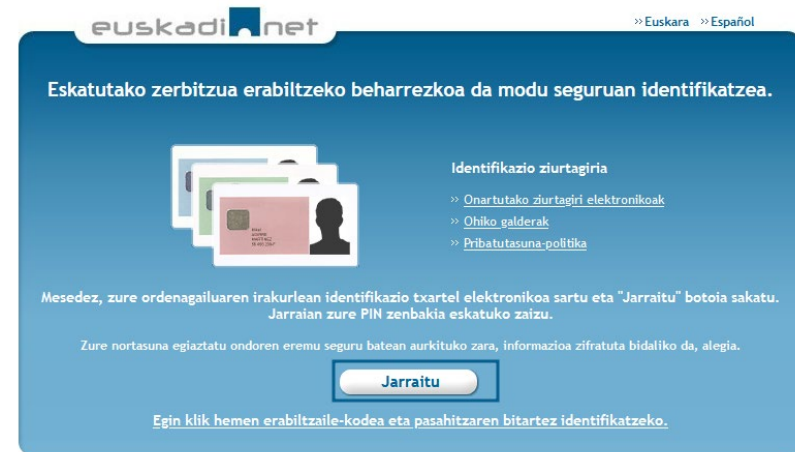 euskadi.net
» Euskara » Español
Eskatutako zerbitzua erabiltzeko beharrezkoa da modu seguruan identifikatzea.
Identifikazio ziurtagiria
» Onartutako ziurtagiri elektronikoak
» Ohiko galderak
» Pribatutasuna-politika
Mesedez, zure ordenagailuaren irakurlean identifikazio txartel elektronikoa sartu eta "Jarraitu" botoia sakatu.
Jarraian zure PIN zenbakia eskatuko zaizu.
Zure nortasuna egiaztatu ondoren eremu seguru batean aurkituko zara, informazioa zifratuta bidaliko da, alegia.
Jarraitu
Egin klik hemen erabiltzaile-kodea eta pasahitzaren bitartez identifikatzeko.